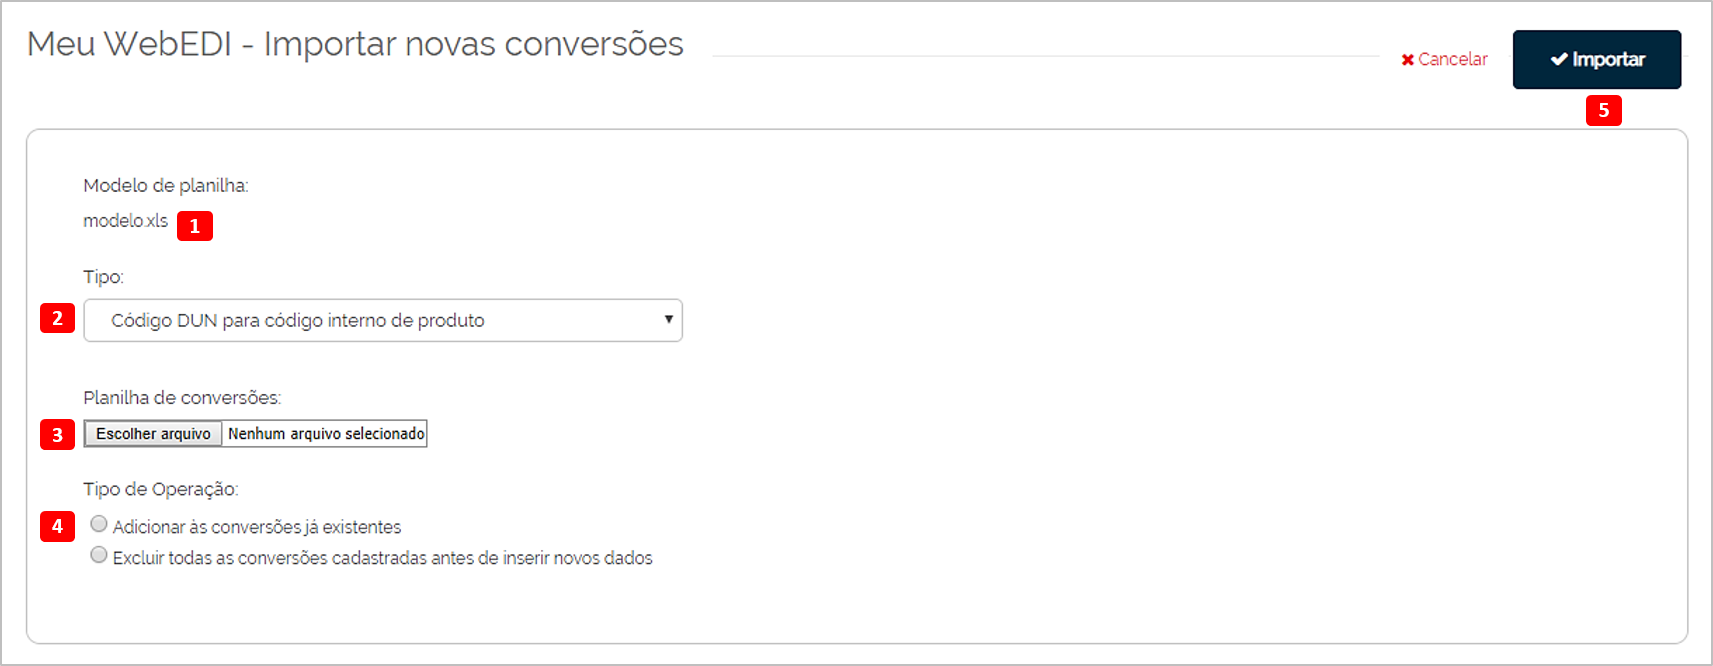 Meu WebEDI - Importar novas conversões
Cancelar
Importar
5
Modelo de planilha:
modelo.xls
1
Tipo:
2
Código DUN para código interno de produto
Planilha de conversões:
3
Escolher arquivo
Nenhum arquivo selecionado
Tipo de Operação:
4
Adicionar às conversões já existentes
Excluir todas as conversões cadastradas antes de inserir novos dados